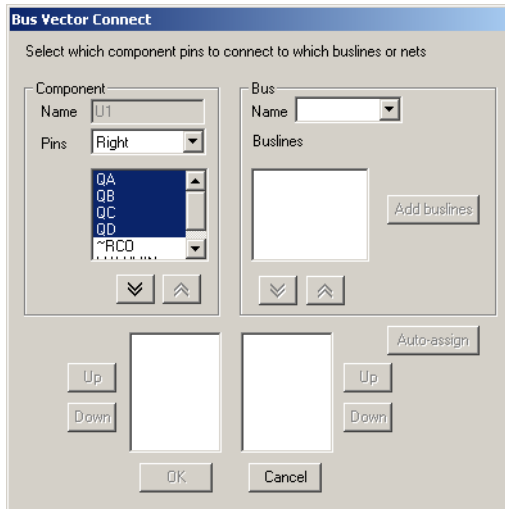 Bus Vector Connect
Select which component pins to connect to which buslines or nets
Component
Name U1
Pins Right
QA
QB
QC
QD
~RCO
Bus
Name
Buslines
Add buslines
Auto-assign
Up
Down
Up
Down
OK
Cancel